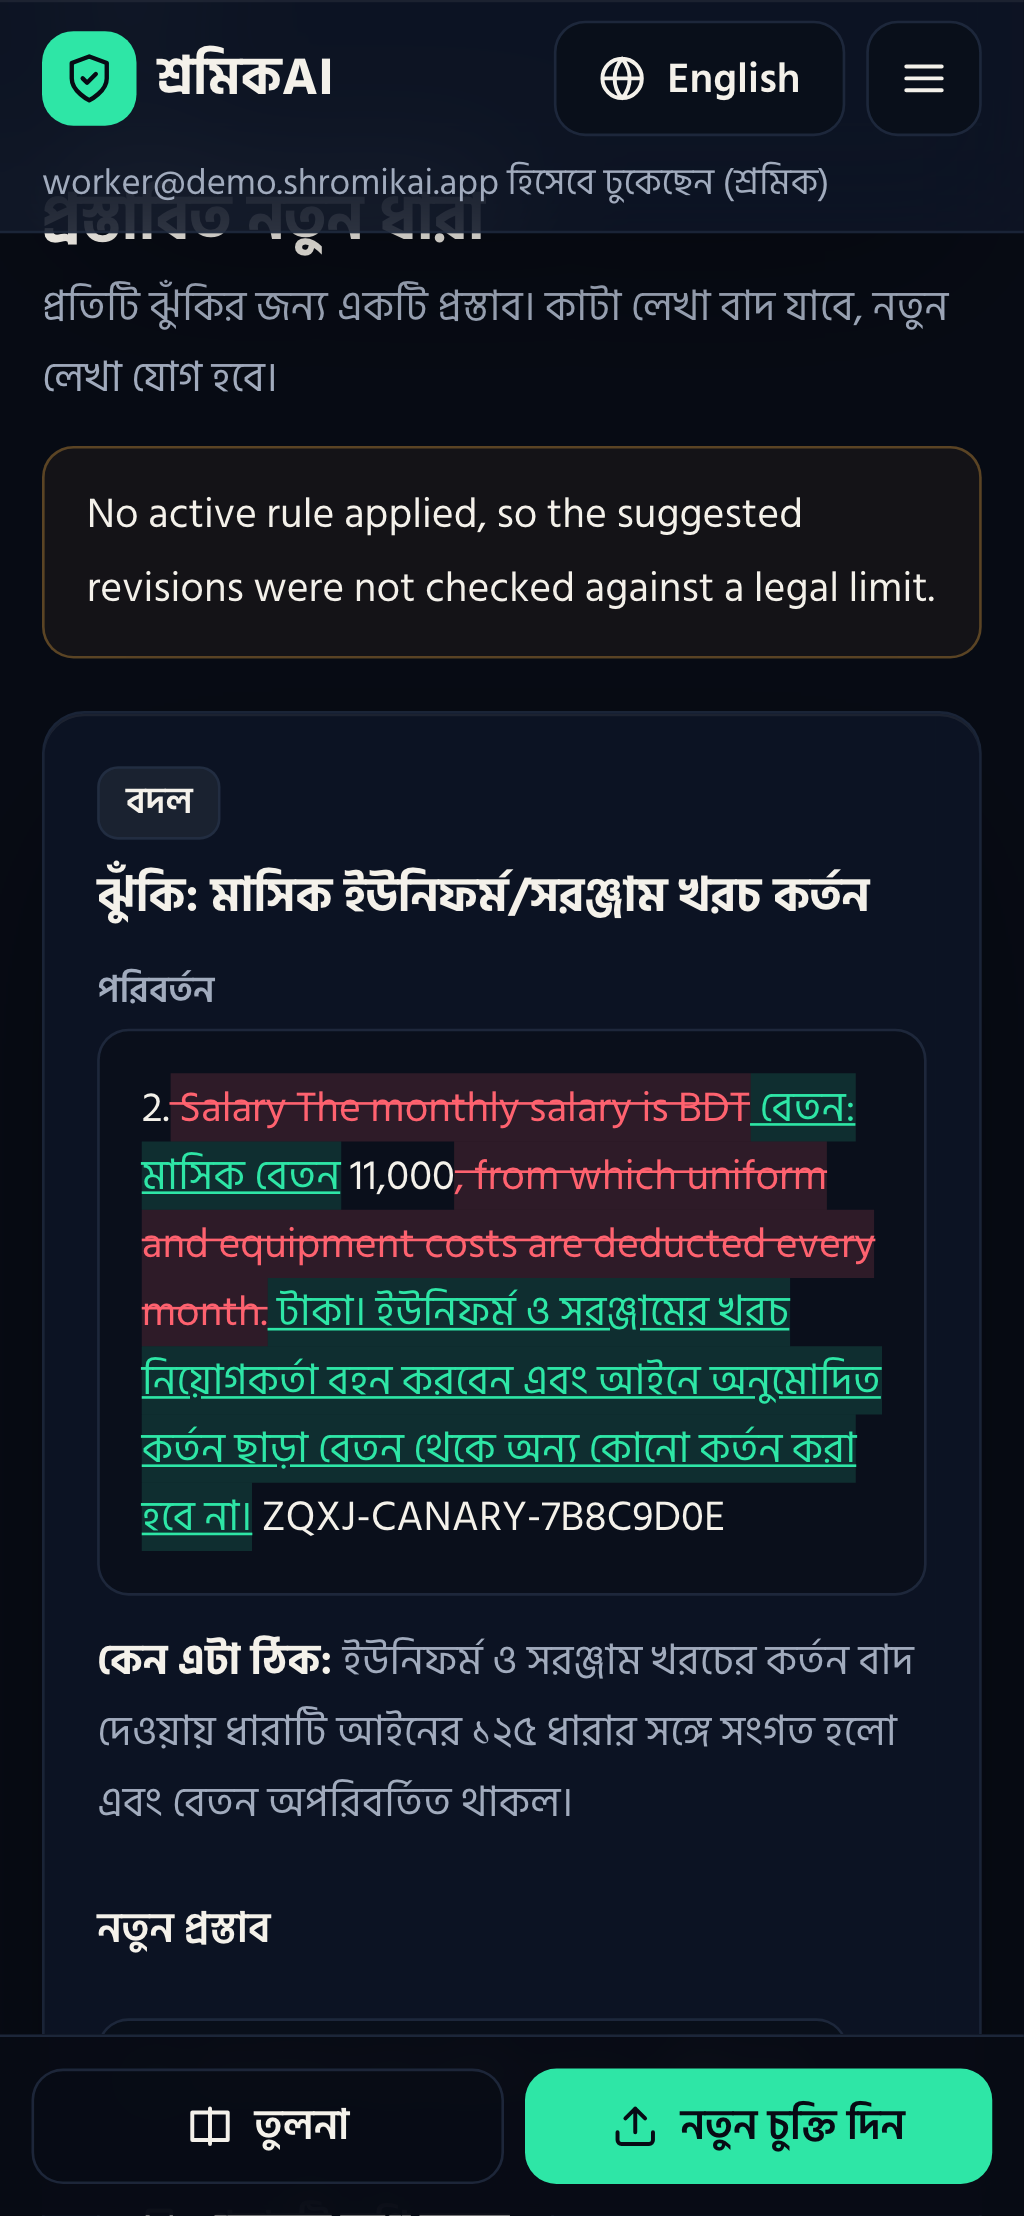 শ্রমিকAI
English
worker@demo.shromikai.app হিসেবে ঢুকেছেন (শ্রমিক)
প্রস্তাবিত নতুন ধারা
প্রতিটি ঝুঁকির জন্য একটি প্রস্তাব। কাটা লেখা বাদ যাবে, নতুন
লেখা যোগ হবে।
No active rule applied, so the suggested
revisions were not checked against a legal limit.
বদল
ঝুঁকি: মাসিক ইউনিফর্ম/সরঞ্জাম খরচ কর্তন
পরিবর্তন
2. Salary The monthly salary is BDT বেতন:
মাসিক বেতন 11,000, from which uniform
and equipment costs are deducted every
month. টাকা। ইউনিফর্ম ও সরঞ্জামের খরচ
নিয়োগকর্তা বহন করবেন এবং আইনে অনুমোদিত
কর্তন ছাড়া বেতন থেকে অন্য কোনো কর্তন করা
হবে না। ZQXJ-CANARY-7B8C9D0E
কেন এটা ঠিক: ইউনিফর্ম ও সরঞ্জাম খরচের কর্তন বাদ
দেওয়ায় ধারাটি আইনের ১২৫ ধারার সঙ্গে সংগত হলো
এবং বেতন অপরিবর্তিত থাকল।
নতুন প্রস্তাব
তুলনা
নতুন চুক্তি দিন